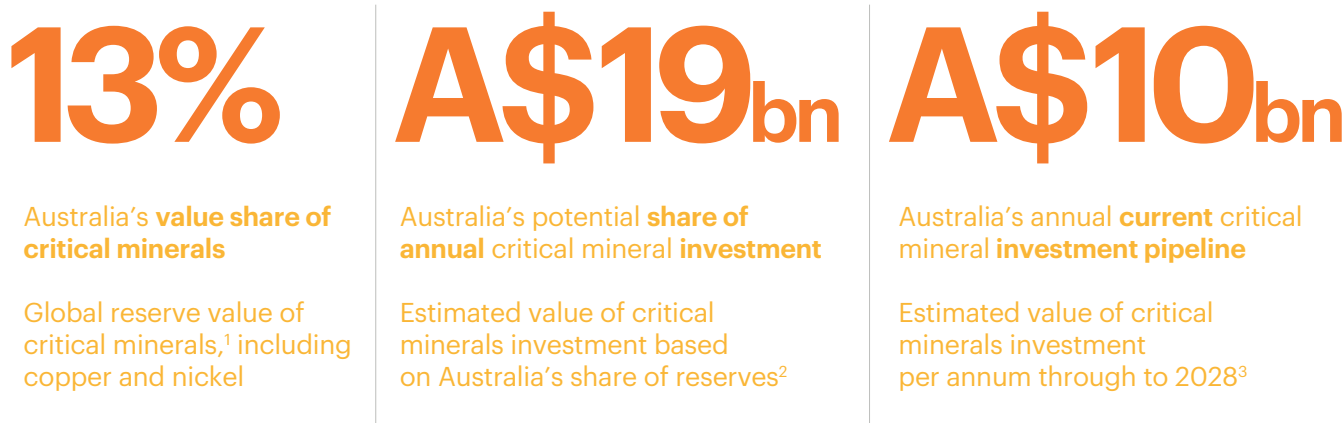 13%
Australia’s value share of
critical minerals
Global reserve value of
critical minerals,¹ including
copper and nickel
A$19bn
Australia’s potential share of
annual critical mineral investment
Estimated value of critical
minerals investment based
on Australia’s share of reserves²
A$10bn
Australia’s annual current critical
mineral investment pipeline
Estimated value of critical
minerals investment
per annum through to 2028³